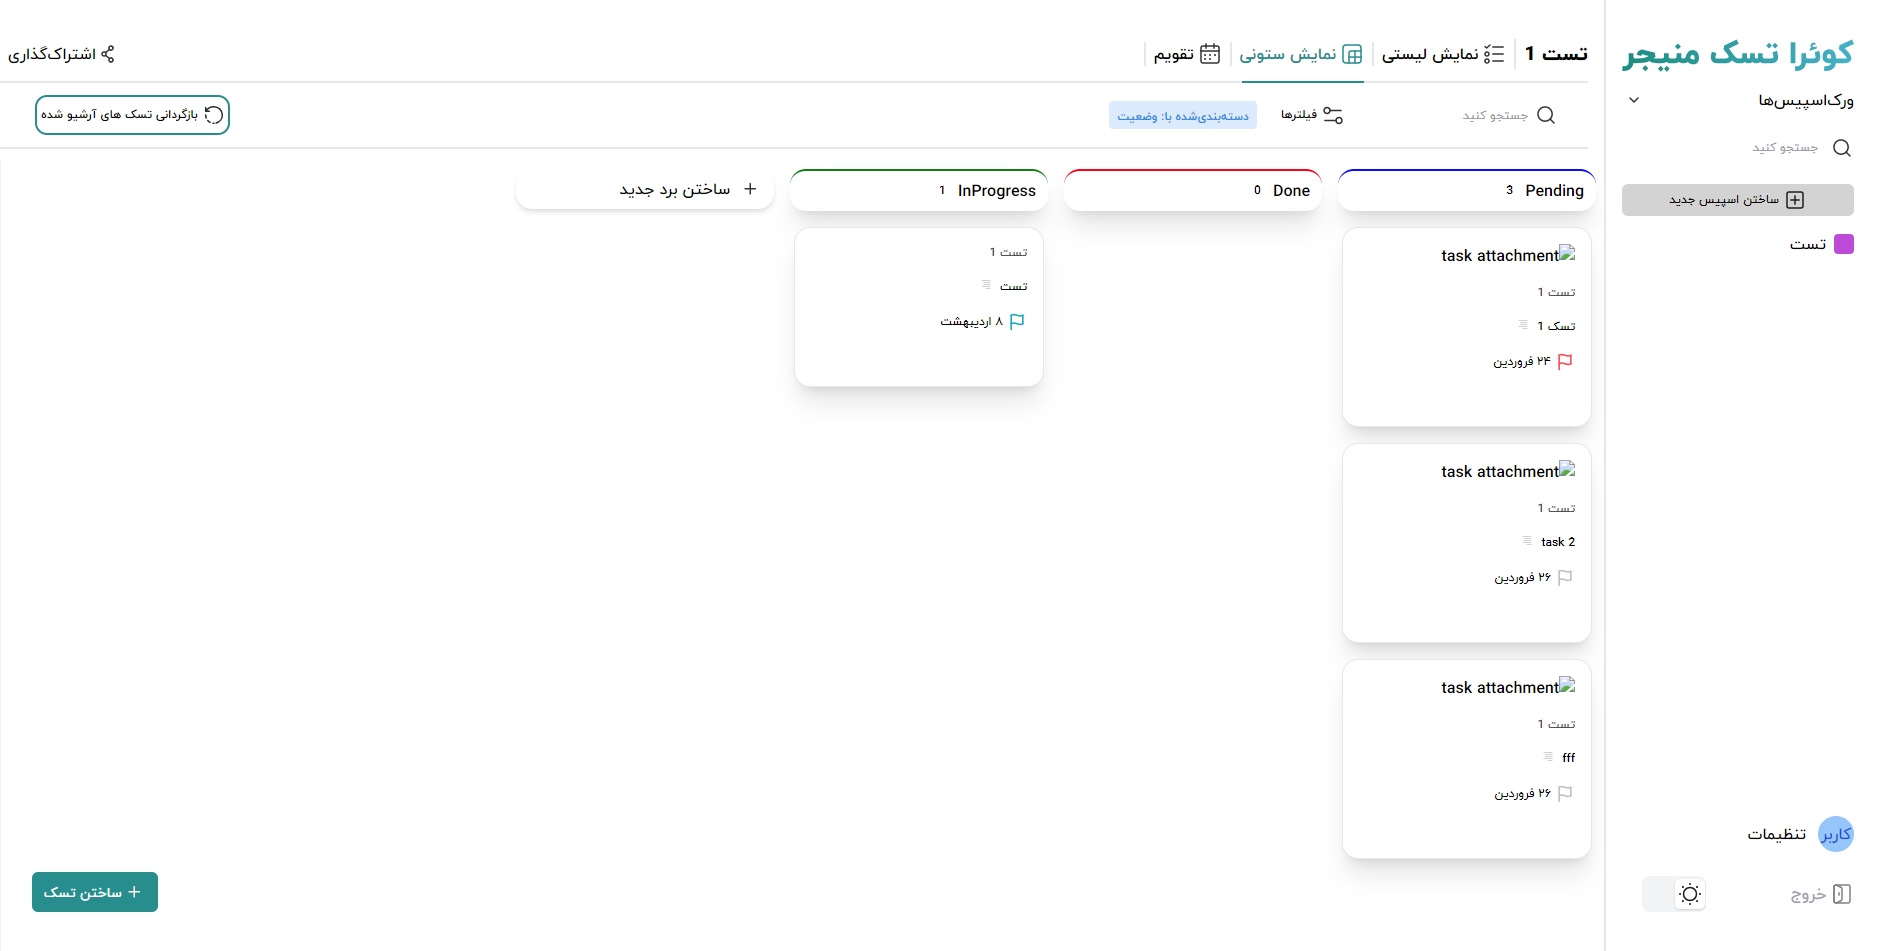 کوئرا تسک منیجر
ورک‌اسپیس‌ها
جستجو کنید
ساختن اسپیس جدید
تست
کاربر تنظیمات
خروج
تست 1
نمایش لیستی
نمایش ستونی
تقویم
اشتراک‌گذاری
جستجو کنید
فیلترها
دسته‌بندی‌شده با: وضعیت
بازگردانی تسک های آرشیو شده
Pending 3
task attachment
تست 1
تسک 1
۲۴ فروردین
task attachment
تست 1
task 2
۲۶ فروردین
task attachment
تست 1
fff
۲۶ فروردین
Done 0
InProgress 1
تست 1
تست
۸ اردیبهشت
ساختن برد جدید
ساختن تسک